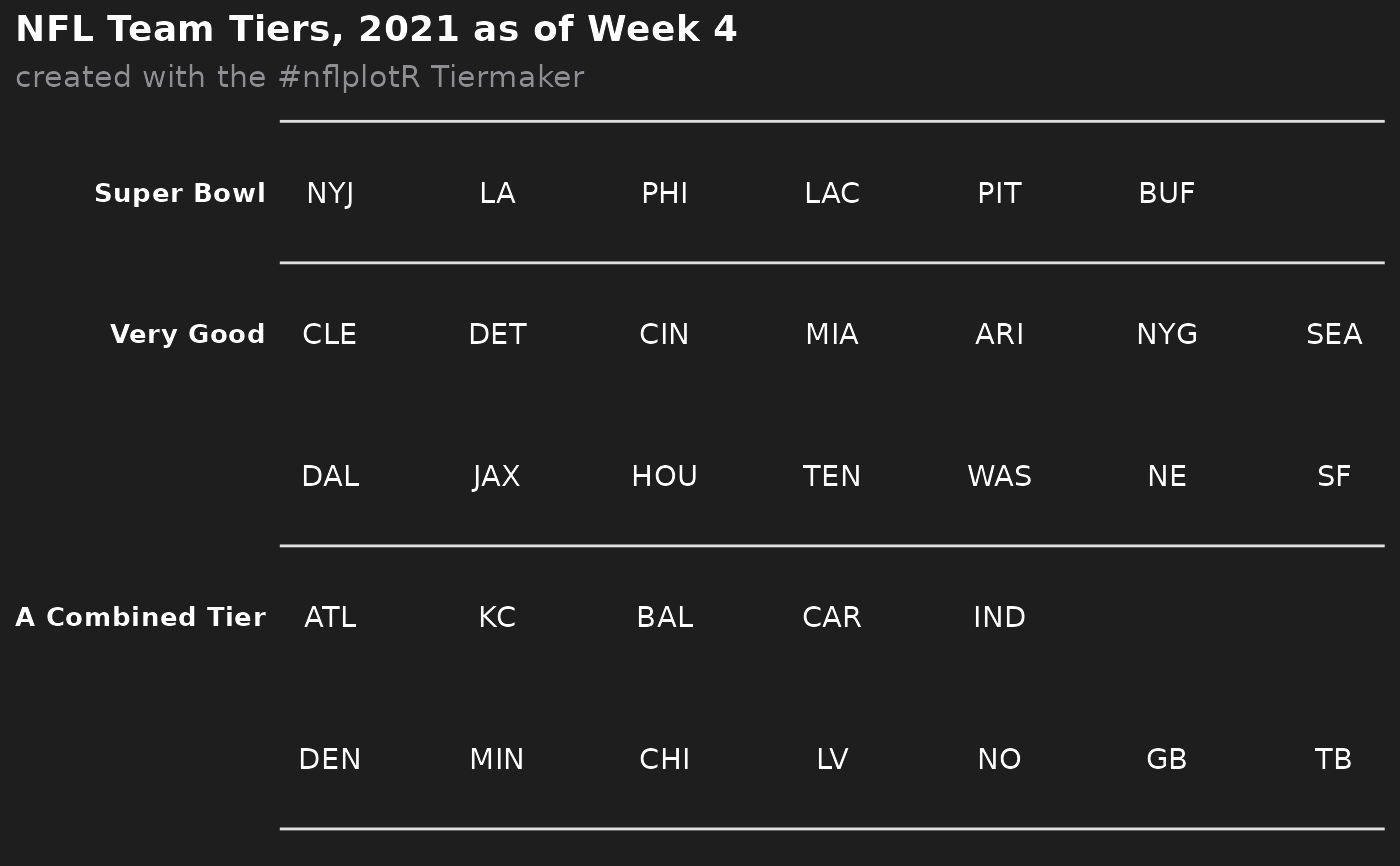 NFL Team Tiers, 2021 as of Week 4
created with the #nflplotR Tiermaker
Super Bowl NYJ LA PHI LAC PIT BUF
Very Good CLE DET CIN MIA ARI NYG SEA
DAL JAX HOU TEN WAS NE SF
A Combined Tier ATL KC BAL CAR IND
DEN MIN CHI LV NO GB TB